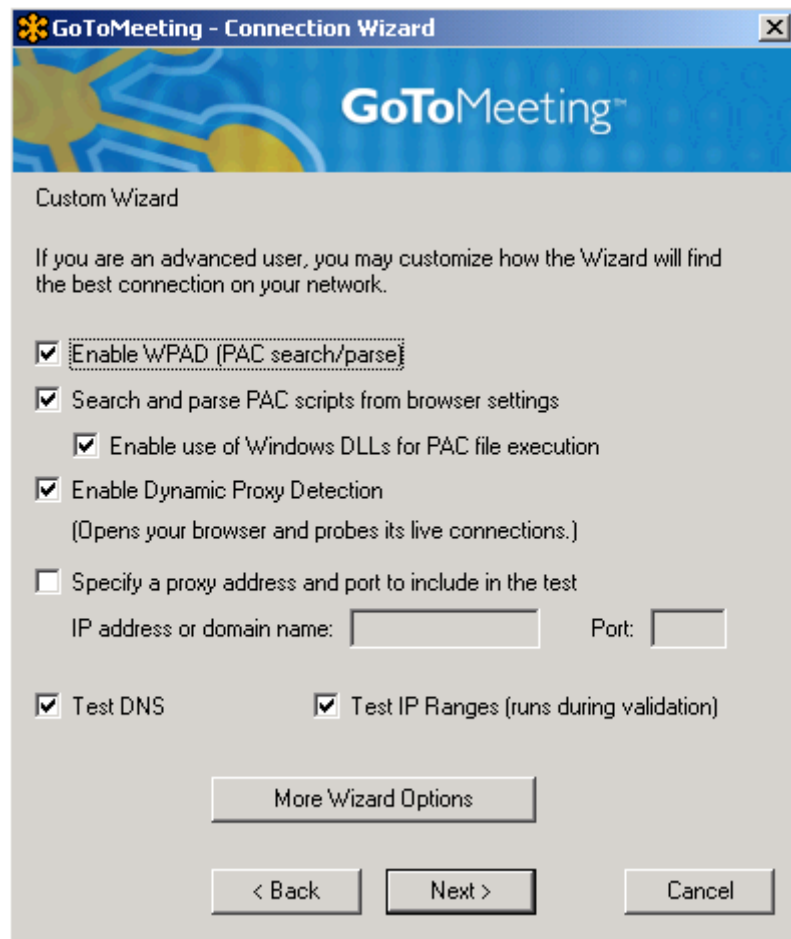 GoToMeeting - Connection Wizard
GoToMeeting™
Custom Wizard
If you are an advanced user, you may customize how the Wizard will find
the best connection on your network.
Enable WPAD (PAC search/parse)
Search and parse PAC scripts from browser settings
Enable use of Windows DLLs for PAC file execution
Enable Dynamic Proxy Detection
(Opens your browser and probes its live connections.)
Specify a proxy address and port to include in the test
IP address or domain name: Port:
Test DNS Test IP Ranges (runs during validation)
More Wizard Options
< Back Next > Cancel